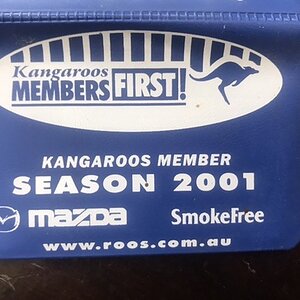 Kangaroos
MEMBERS FIRST!
KANGAROOS MEMBER
SEASON 2001
mazda SmokeFree
www.roos.com.au